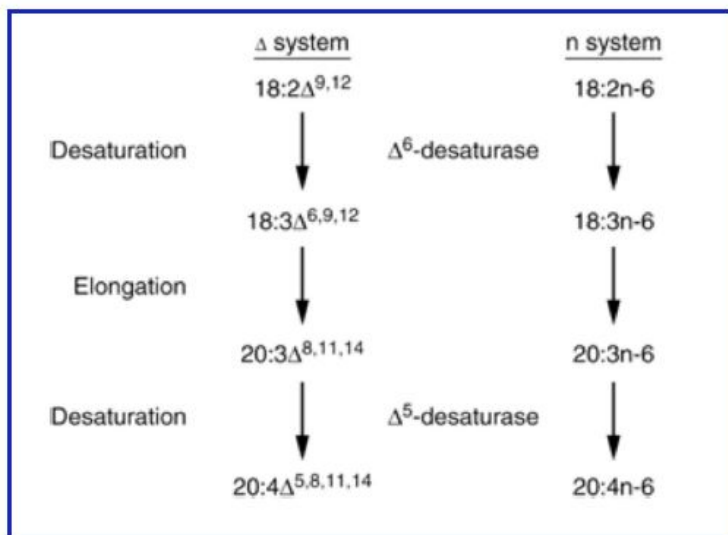 Δ system n system
18:2Δ⁹,¹² 18:2n-6
Desaturation Δ⁶-desaturase
18:3Δ⁶,⁹,¹² 18:3n-6
Elongation
20:3Δ⁸,¹¹,¹⁴ 20:3n-6
Desaturation Δ⁵-desaturase
20:4Δ⁵,⁸,¹¹,¹⁴ 20:4n-6